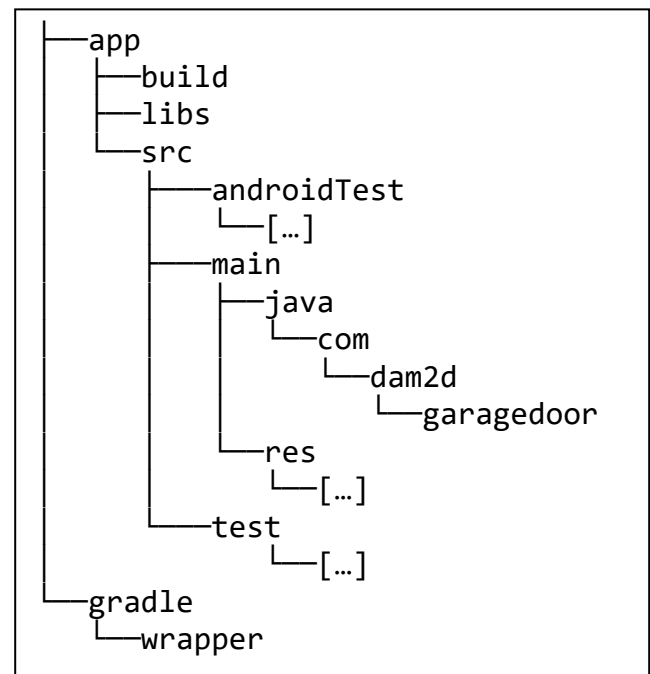 ├──app
│  ├──build
│  ├──libs
│  └──src
│     ├───androidTest
│     │   └──[…]
│     ├───main
│     │   ├──java
│     │   │  └──com
│     │   │     └──dam2d
│     │   │        └──garagedoor
│     │   └──res
│     │      └──[…]
│     └───test
│         └──[…]
└──gradle
   └──wrapper